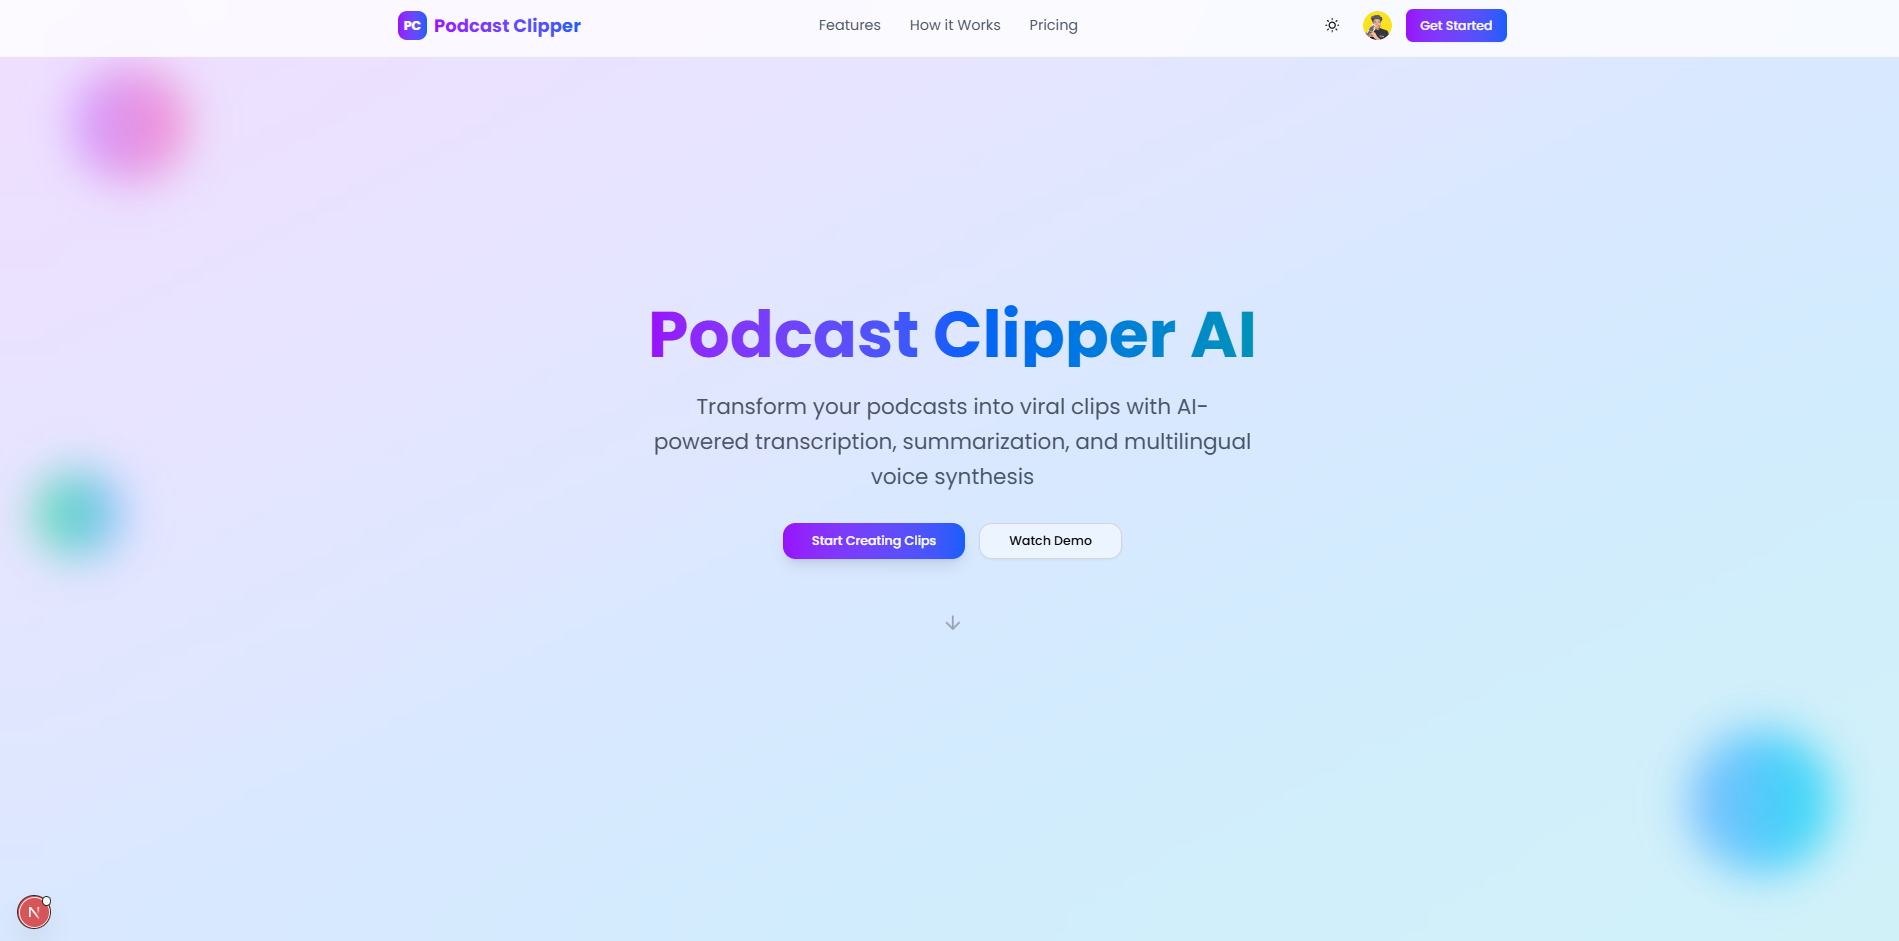 PC Podcast Clipper
Features How it Works Pricing
Get Started
Podcast Clipper AI
Transform your podcasts into viral clips with AI-
powered transcription, summarization, and multilingual
voice synthesis
Start Creating Clips
Watch Demo
N